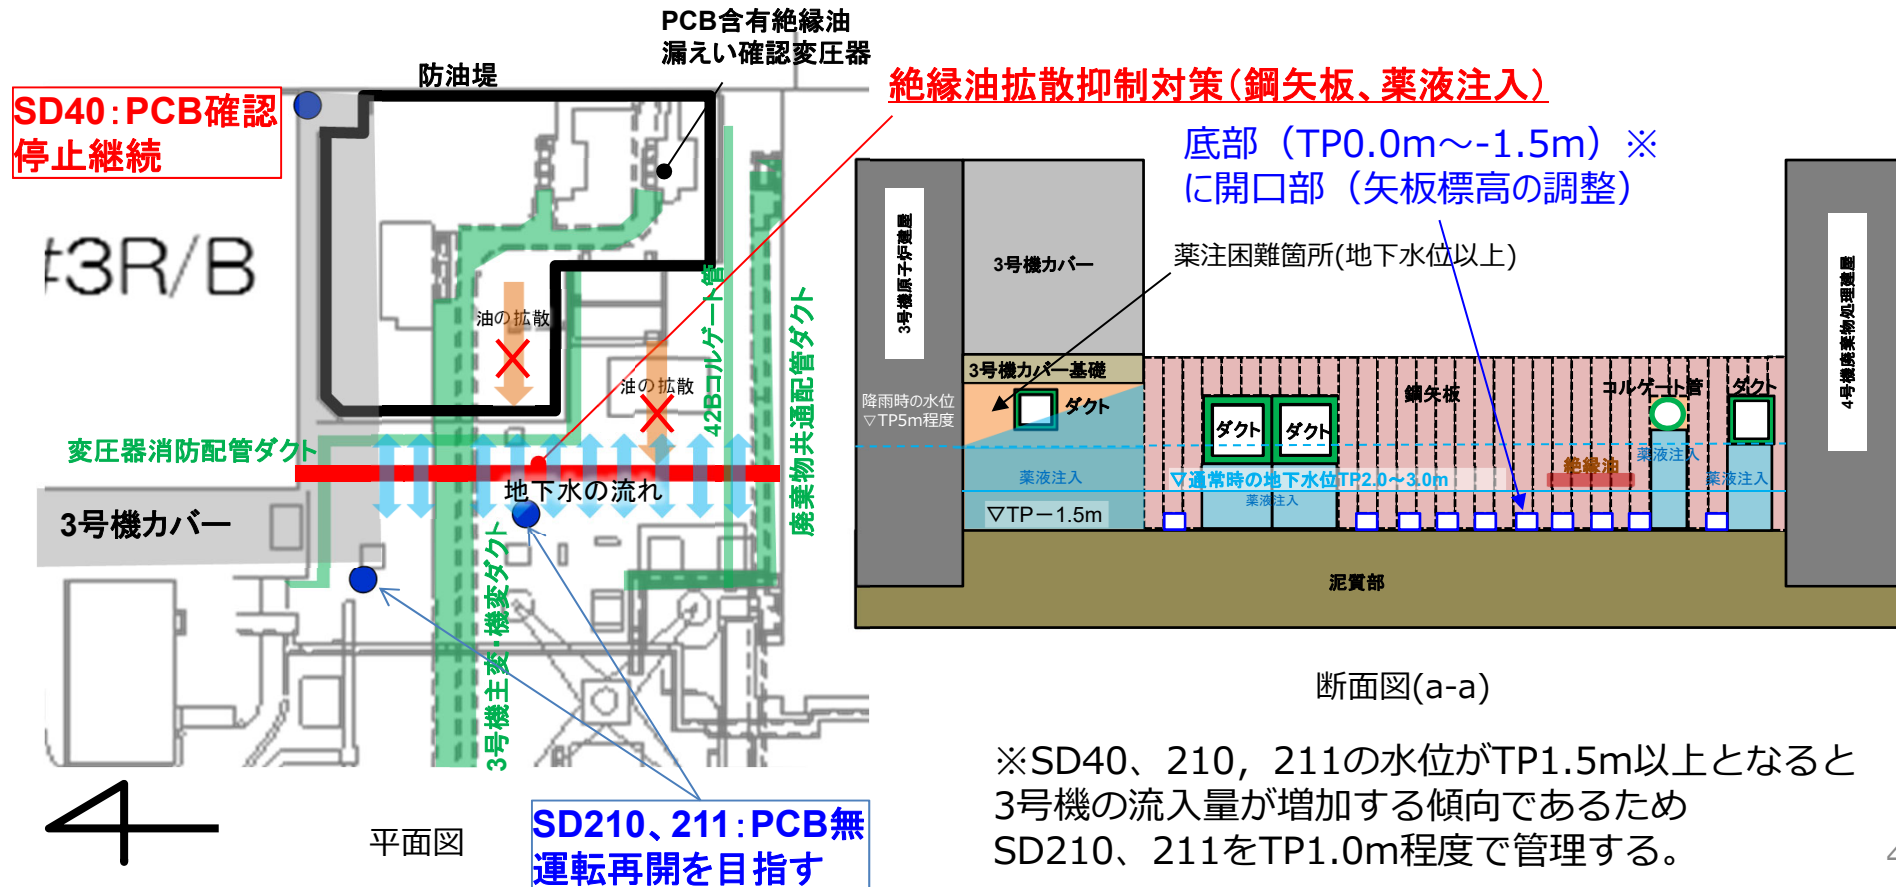 PCB含有絶縁油
漏えい確認変圧器
防油堤
SD40：PCB確認
停止継続
#3R/B
油の拡散
油の拡散
42Bコルゲート管
廃棄物共通配管ダクト
変圧器消防配管ダクト
地下水の流れ
3号機カバー
3号機主変・機変ダクト
平面図
SD210、211：PCB無
運転再開を目指す
絶縁油拡散抑制対策（鋼矢板、薬液注入）
底部（TP0.0m～-1.5m）※
に開口部（矢板標高の調整）
薬注困難箇所(地下水位以上)
3号機原子炉建屋
3号機カバー
4号機廃棄物処理建屋
3号機カバー基礎
降雨時の水位
▽TP5m程度
ダクト
ダクト
ダクト
鋼矢板
コルゲート管
ダクト
薬液注入
▽通常時の地下水位TP2.0～3.0m
薬液注入
絶縁油
薬液注入
薬液注入
▽TP－1.5m
泥質部
断面図(a-a)
※SD40、210，211の水位がTP1.5m以上となると
3号機の流入量が増加する傾向であるため
SD210、211をTP1.0m程度で管理する。